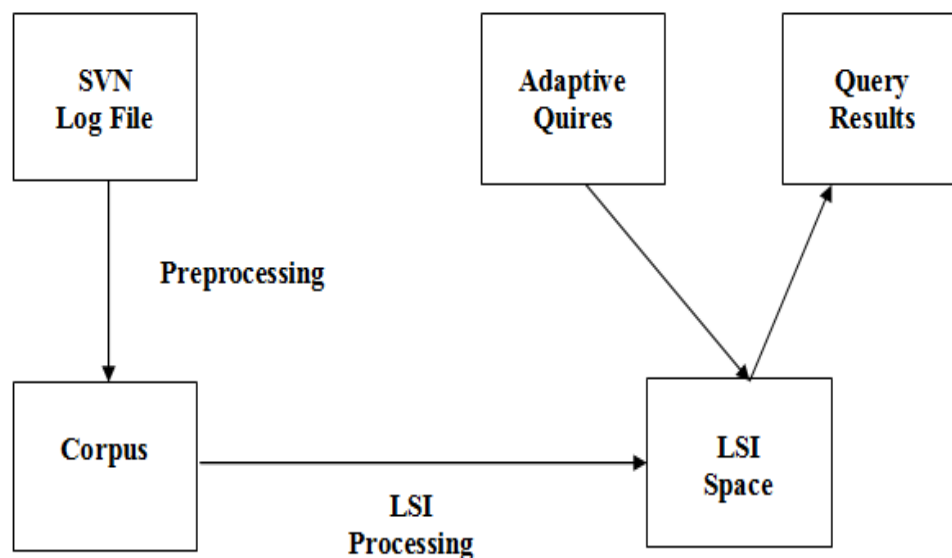 SVN
Log File
Adaptive
Quires
Query
Results
Preprocessing
Corpus
LSI
Space
LSI
Processing